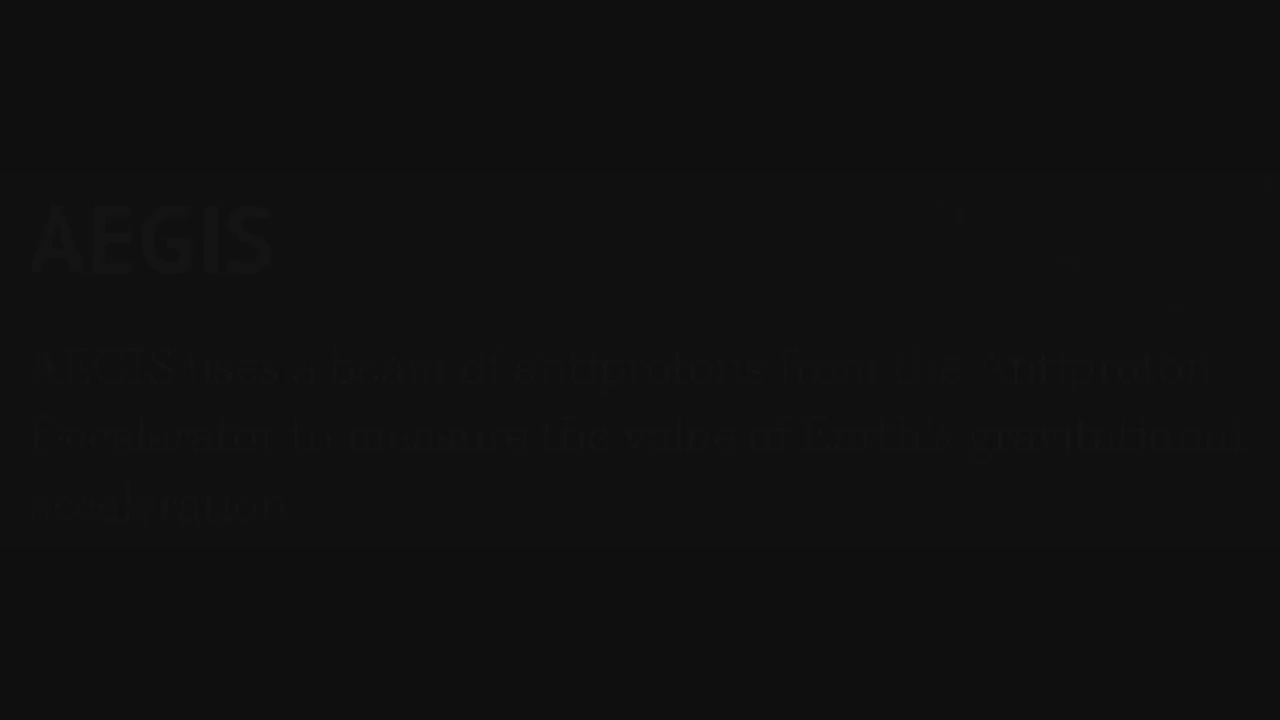 AEGIS
AEGIS uses a beam of antiprotons from the Antiproton
Decelerator to measure the value of Earth's gravitational
acceleration